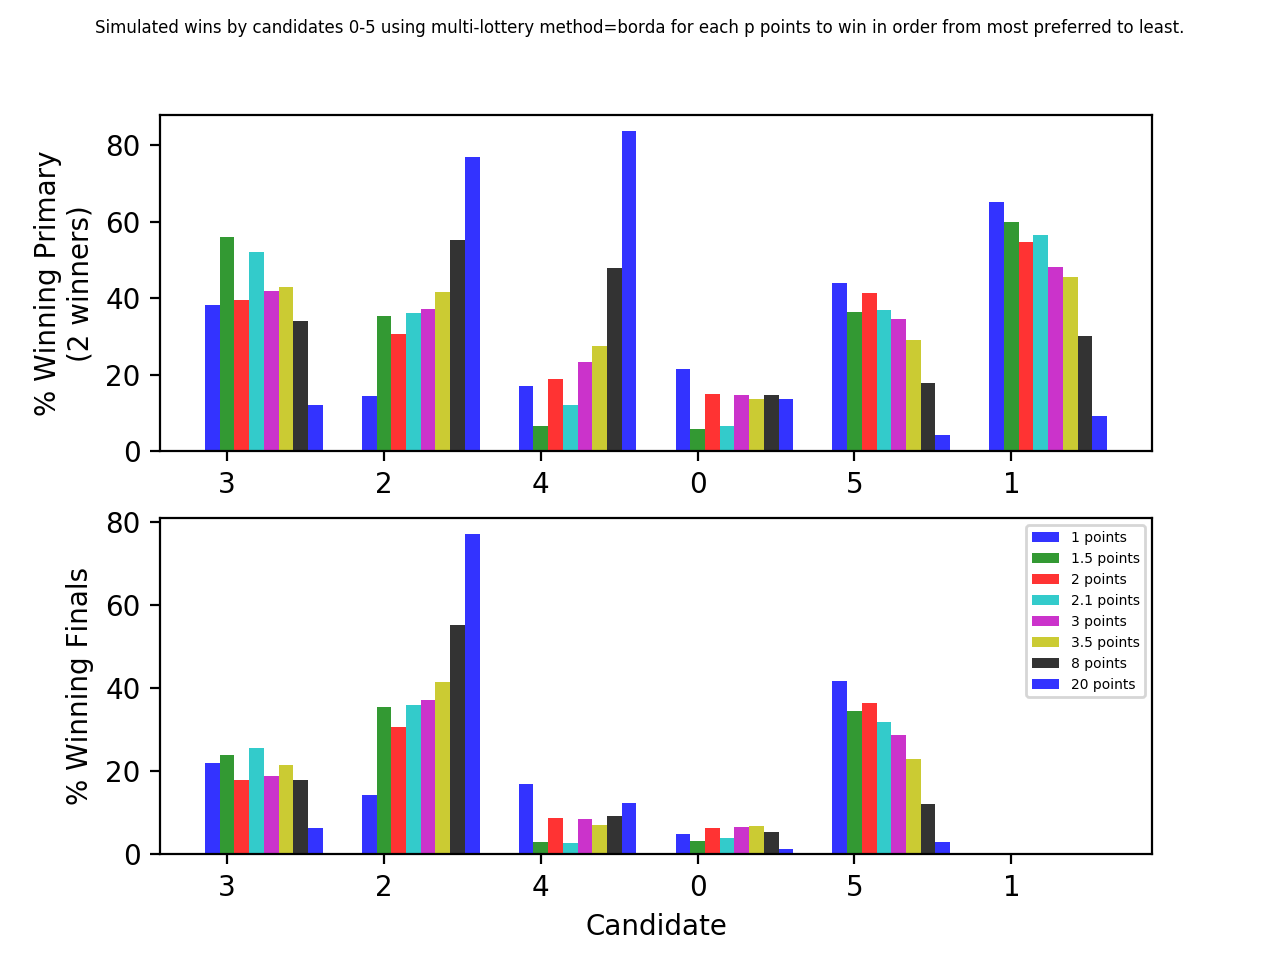 Simulated wins by candidates 0-5 using multi-lottery method=borda for each p points to win in order from most preferred to least.
% Winning Primary
(2 winners)
80
60
40
20
0
3 2 4 0 5 1
% Winning Finals
80
60
40
20
0
1 points
1.5 points
2 points
2.1 points
3 points
3.5 points
8 points
20 points
3 2 4 0 5 1
Candidate